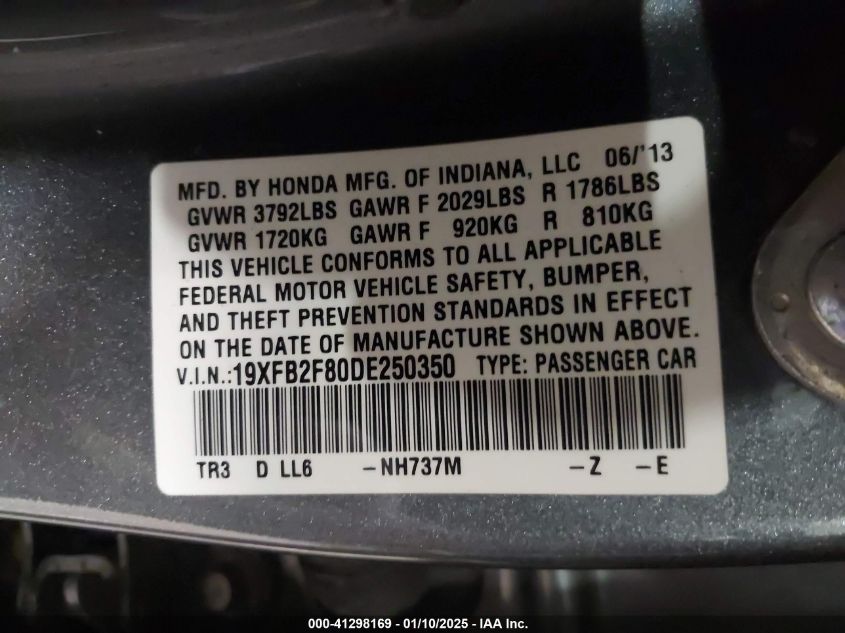 MFD. BY HONDA MFG. OF INDIANA, LLC 06/'13
GVWR 3792LBS GAWR F 2029LBS R 1786LBS
GVWR 1720KG GAWR F 920KG R 810KG
THIS VEHICLE CONFORMS TO ALL APPLICABLE
FEDERAL MOTOR VEHICLE SAFETY, BUMPER,
AND THEFT PREVENTION STANDARDS IN EFFECT
ON THE DATE OF MANUFACTURE SHOWN ABOVE.
V.I.N.:19XFB2F80DE250350 TYPE: PASSENGER CAR
TR3 D LL6 -NH737M -Z -E
000-41298169 - 01/10/2025 - IAA Inc.